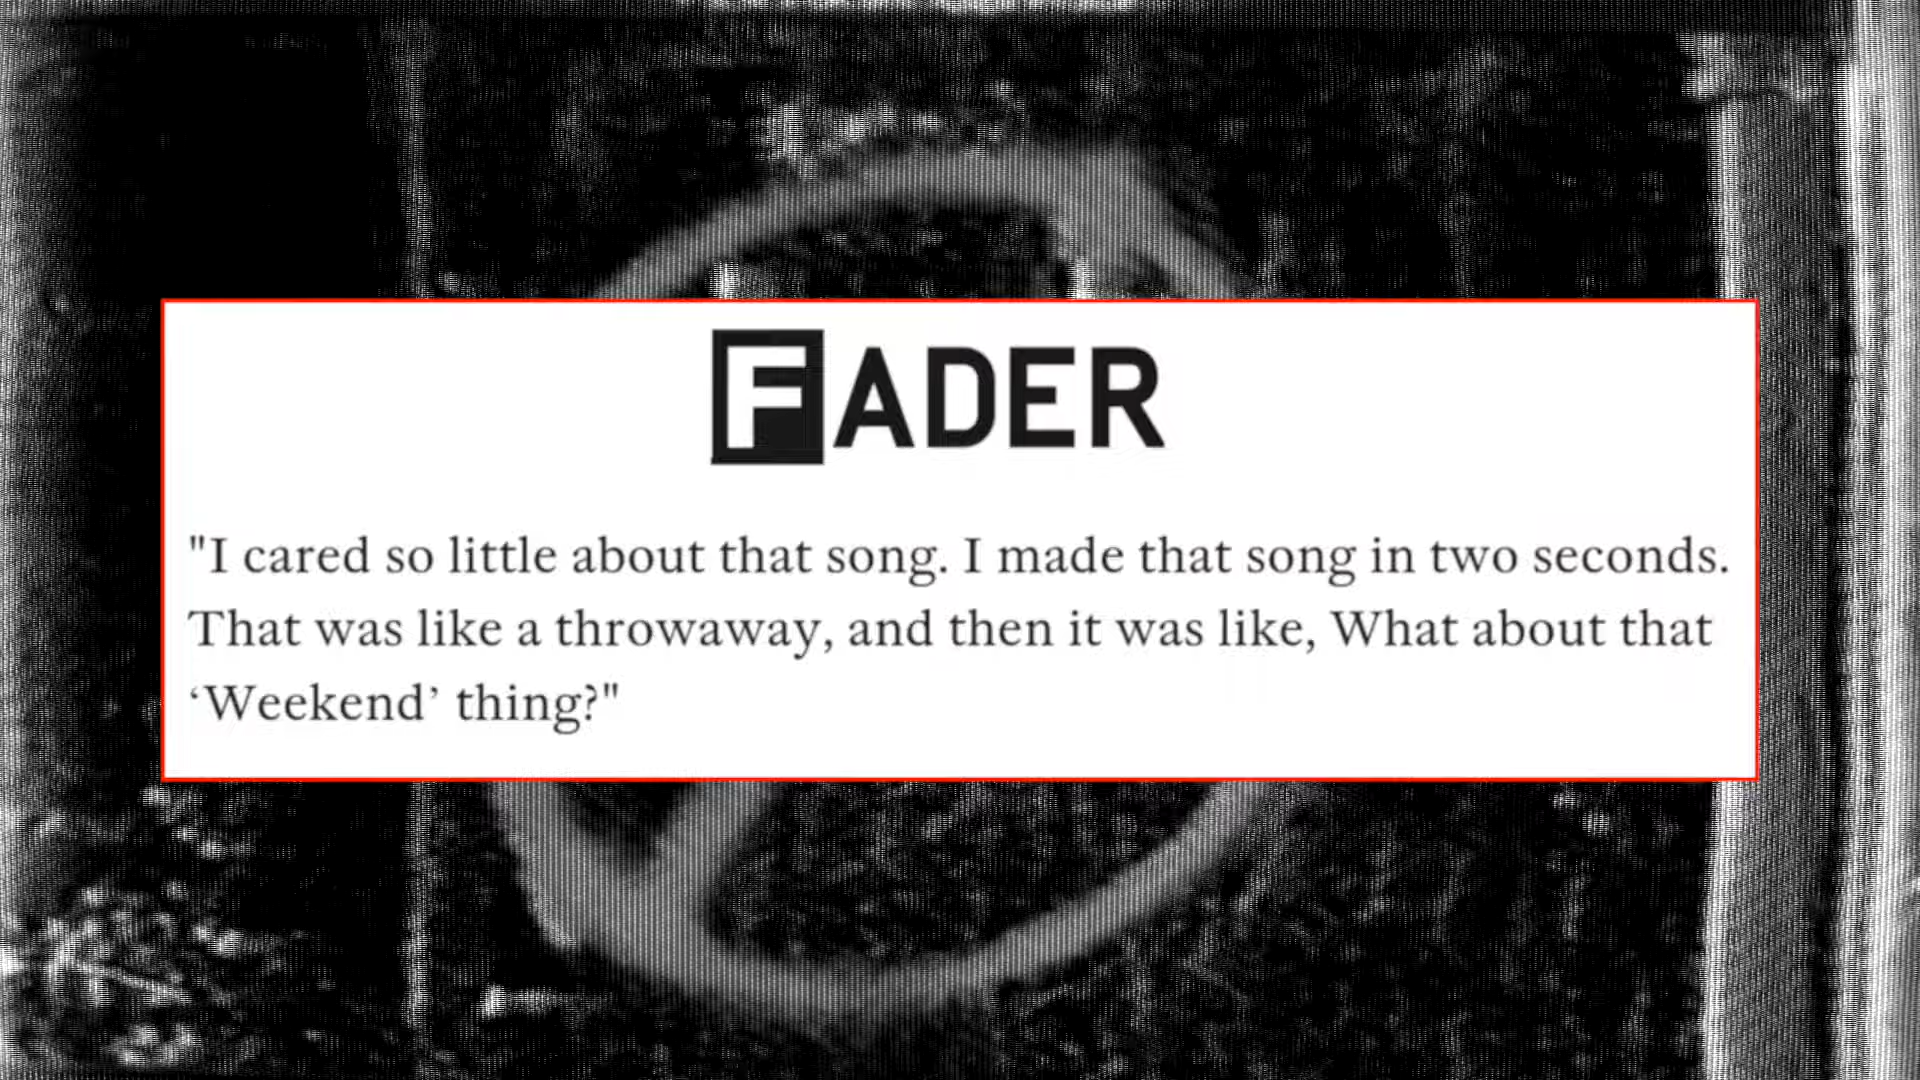 FADER
"I cared so little about that song. I made that song in two seconds.
That was like a throwaway, and then it was like, What about that
‘Weekend’ thing?"